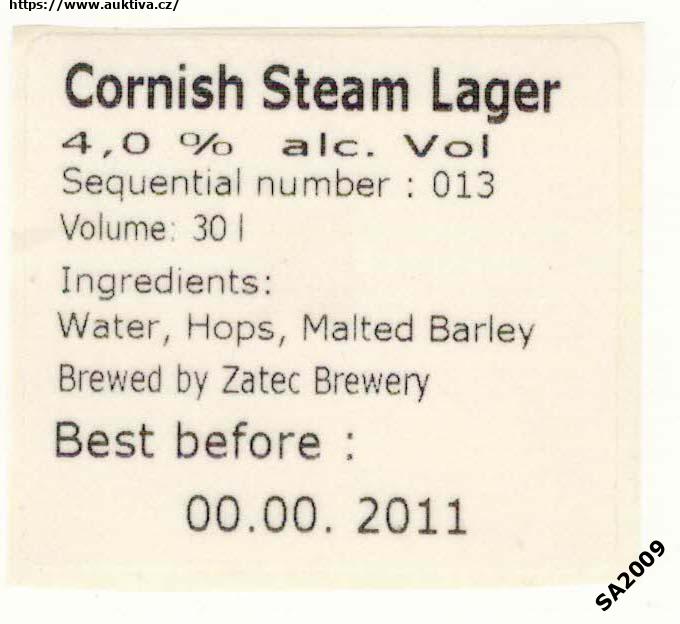 https://www.auktiva.cz/
Cornish Steam Lager
4,0 % alc. Vol
Sequential number : 013
Volume: 30 l
Ingredients:
Water, Hops, Malted Barley
Brewed by Zatec Brewery
Best before :
00.00. 2011
SA2009